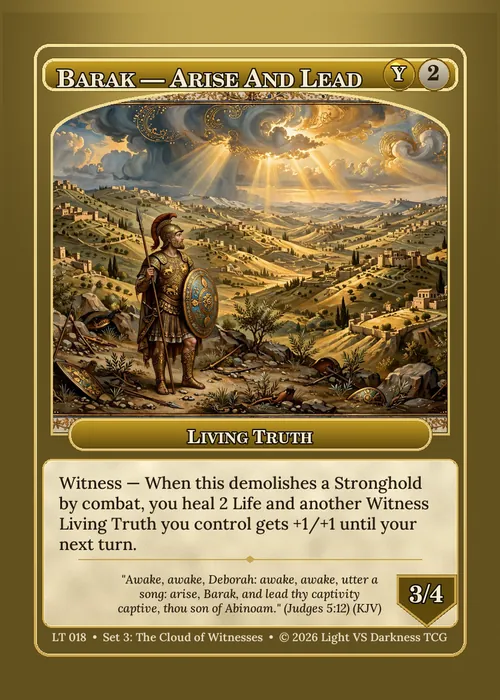 Barak — Arise And Lead Y 2
Living Truth
Witness — When this demolishes a Stronghold
by combat, you heal 2 Life and another Witness
Living Truth you control gets +1/+1 until your
next turn.
"Awake, awake, Deborah: awake, awake, utter a
song: arise, Barak, and lead thy captivity
captive, thou son of Abinoam." (Judges 5:12) (KJV)
3/4
LT 018 • Set 3: The Cloud of Witnesses • © 2026 Light VS Darkness TCG